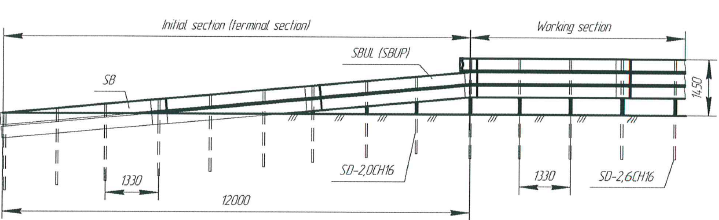 Initial section (terminal section)
Working section
SBUL (SBUP)
SB
1450
SD-2,0CH16
1330
1330
SD-2,6CH16
12000